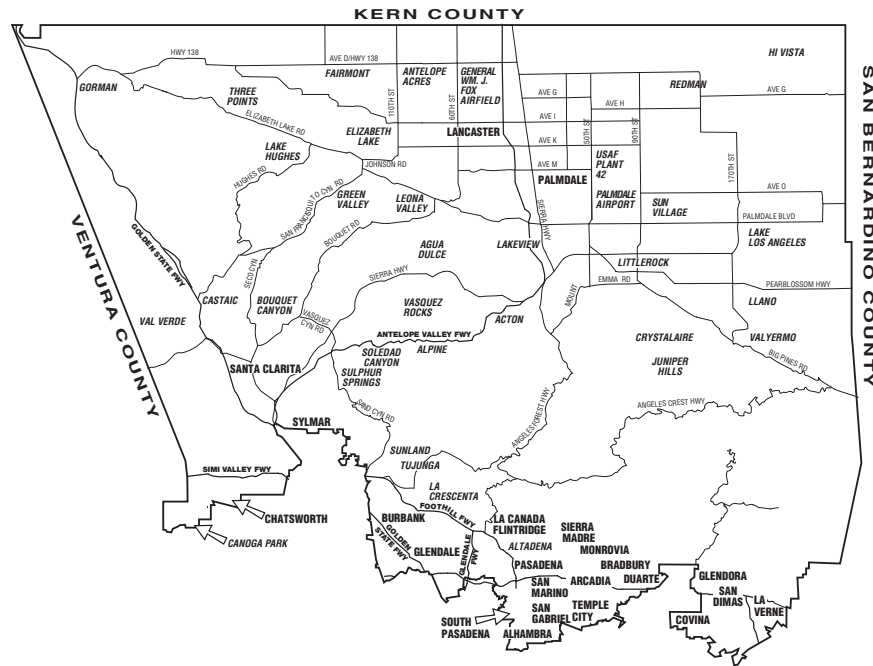 KERN COUNTY
HWY 138
AVE D/HWY 138
HI VISTA
GORMAN
THREE
POINTS
FAIRMONT
ANTELOPE
ACRES
GENERAL
WM. J.
FOX
AIRFIELD
REDMAN
AVE G
AVE G
AVE H
AVE I
110TH ST
60TH ST
50TH ST
90TH ST
170TH ST
ELIZABETH LAKE RD
ELIZABETH
LAKE
LANCASTER
AVE K
LAKE
HUGHES
JOHNSON RD
AVE M
USAF
PLANT
42
HUGHES RD
SAN FRANCISQUITO CYN RD
GREEN
VALLEY
LEONA
VALLEY
PALMDALE
PALMDALE
AIRPORT
AVE O
SUN
VILLAGE
BOUQUET RD
SIERRA HWY
PALMDALE BLVD
VENTURA COUNTY
SAN BERNARDINO COUNTY
GOLDEN STATE FWY
AGUA
DULCE
LAKEVIEW
LAKE
LOS ANGELES
SECO CYN
SIERRA HWY
LITTLEROCK
EMMA RD
MOUNT
PEARBLOSSOM HWY
CASTAIC
BOUQUET
CANYON
VASQUEZ
CYN RD
VASQUEZ
ROCKS
LLANO
VAL VERDE
ACTON
ANTELOPE VALLEY FWY
CRYSTALAIRE
VALYERMO
SOLEDAD
CANYON
ALPINE
JUNIPER
HILLS
BIG PINES RD
SANTA CLARITA
SULPHUR
SPRINGS
SAND CYN RD
ANGELES FOREST HWY
ANGELES CREST HWY
SYLMAR
SUNLAND
TUJUNGA
SIMI VALLEY FWY
LA
CRESCENTA
FOOTHILL FWY
CHATSWORTH
CANOGA PARK
BURBANK
GOLDEN
STATE FWY
GLENDALE
GLENDALE
FWY
LA CANADA
FLINTRIDGE
SIERRA
MADRE
ALTADENA
MONROVIA
PASADENA
BRADBURY
DUARTE
GLENDORA
SAN
MARINO
ARCADIA
SAN
DIMAS
LA
VERNE
SAN
GABRIEL
TEMPLE
CITY
COVINA
SOUTH
PASADENA
ALHAMBRA